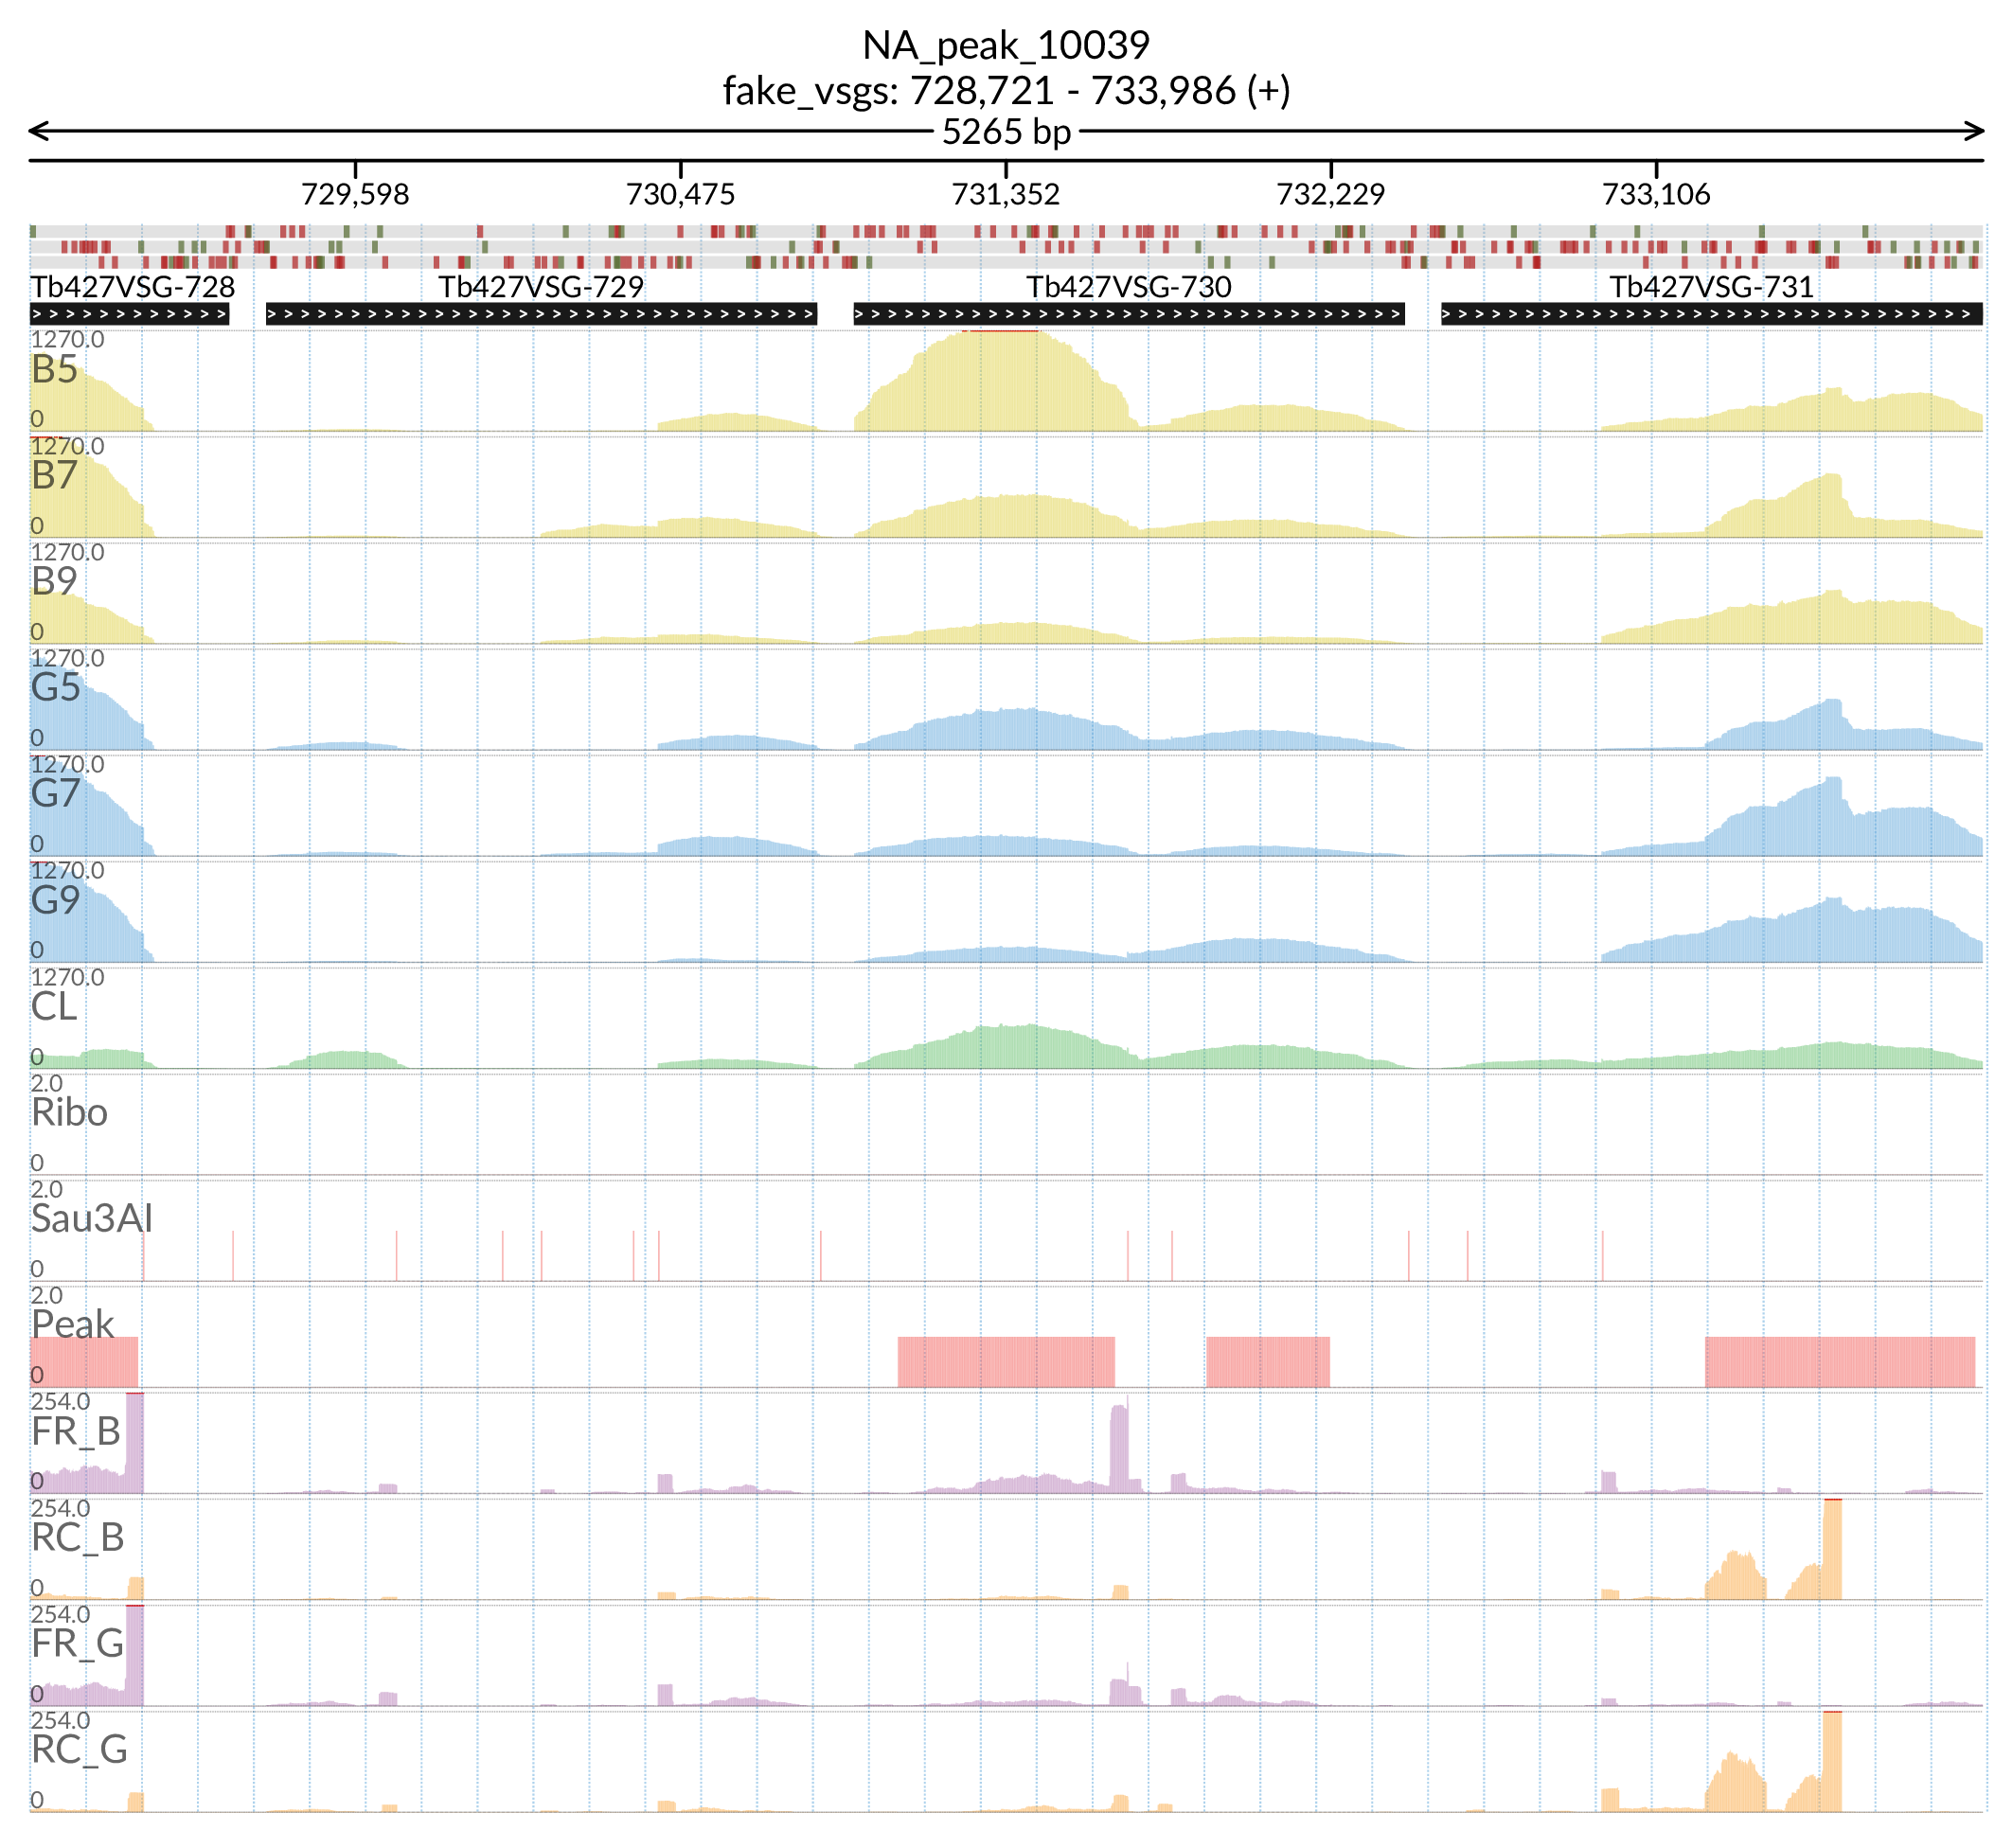 NA_peak_10039
fake_vsgs: 728,721 - 733,986 (+)
5265 bp
729,598 730,475 731,352 732,229 733,106
Tb427VSG-728 Tb427VSG-729 Tb427VSG-730 Tb427VSG-731
1270.0
B5
0
1270.0
B7
0
1270.0
B9
0
1270.0
G5
0
1270.0
G7
0
1270.0
G9
0
1270.0
CL
0
2.0
Ribo
0
2.0
Sau3AI
0
2.0
Peak
0
254.0
FR_B
0
254.0
RC_B
0
254.0
FR_G
0
254.0
RC_G
0